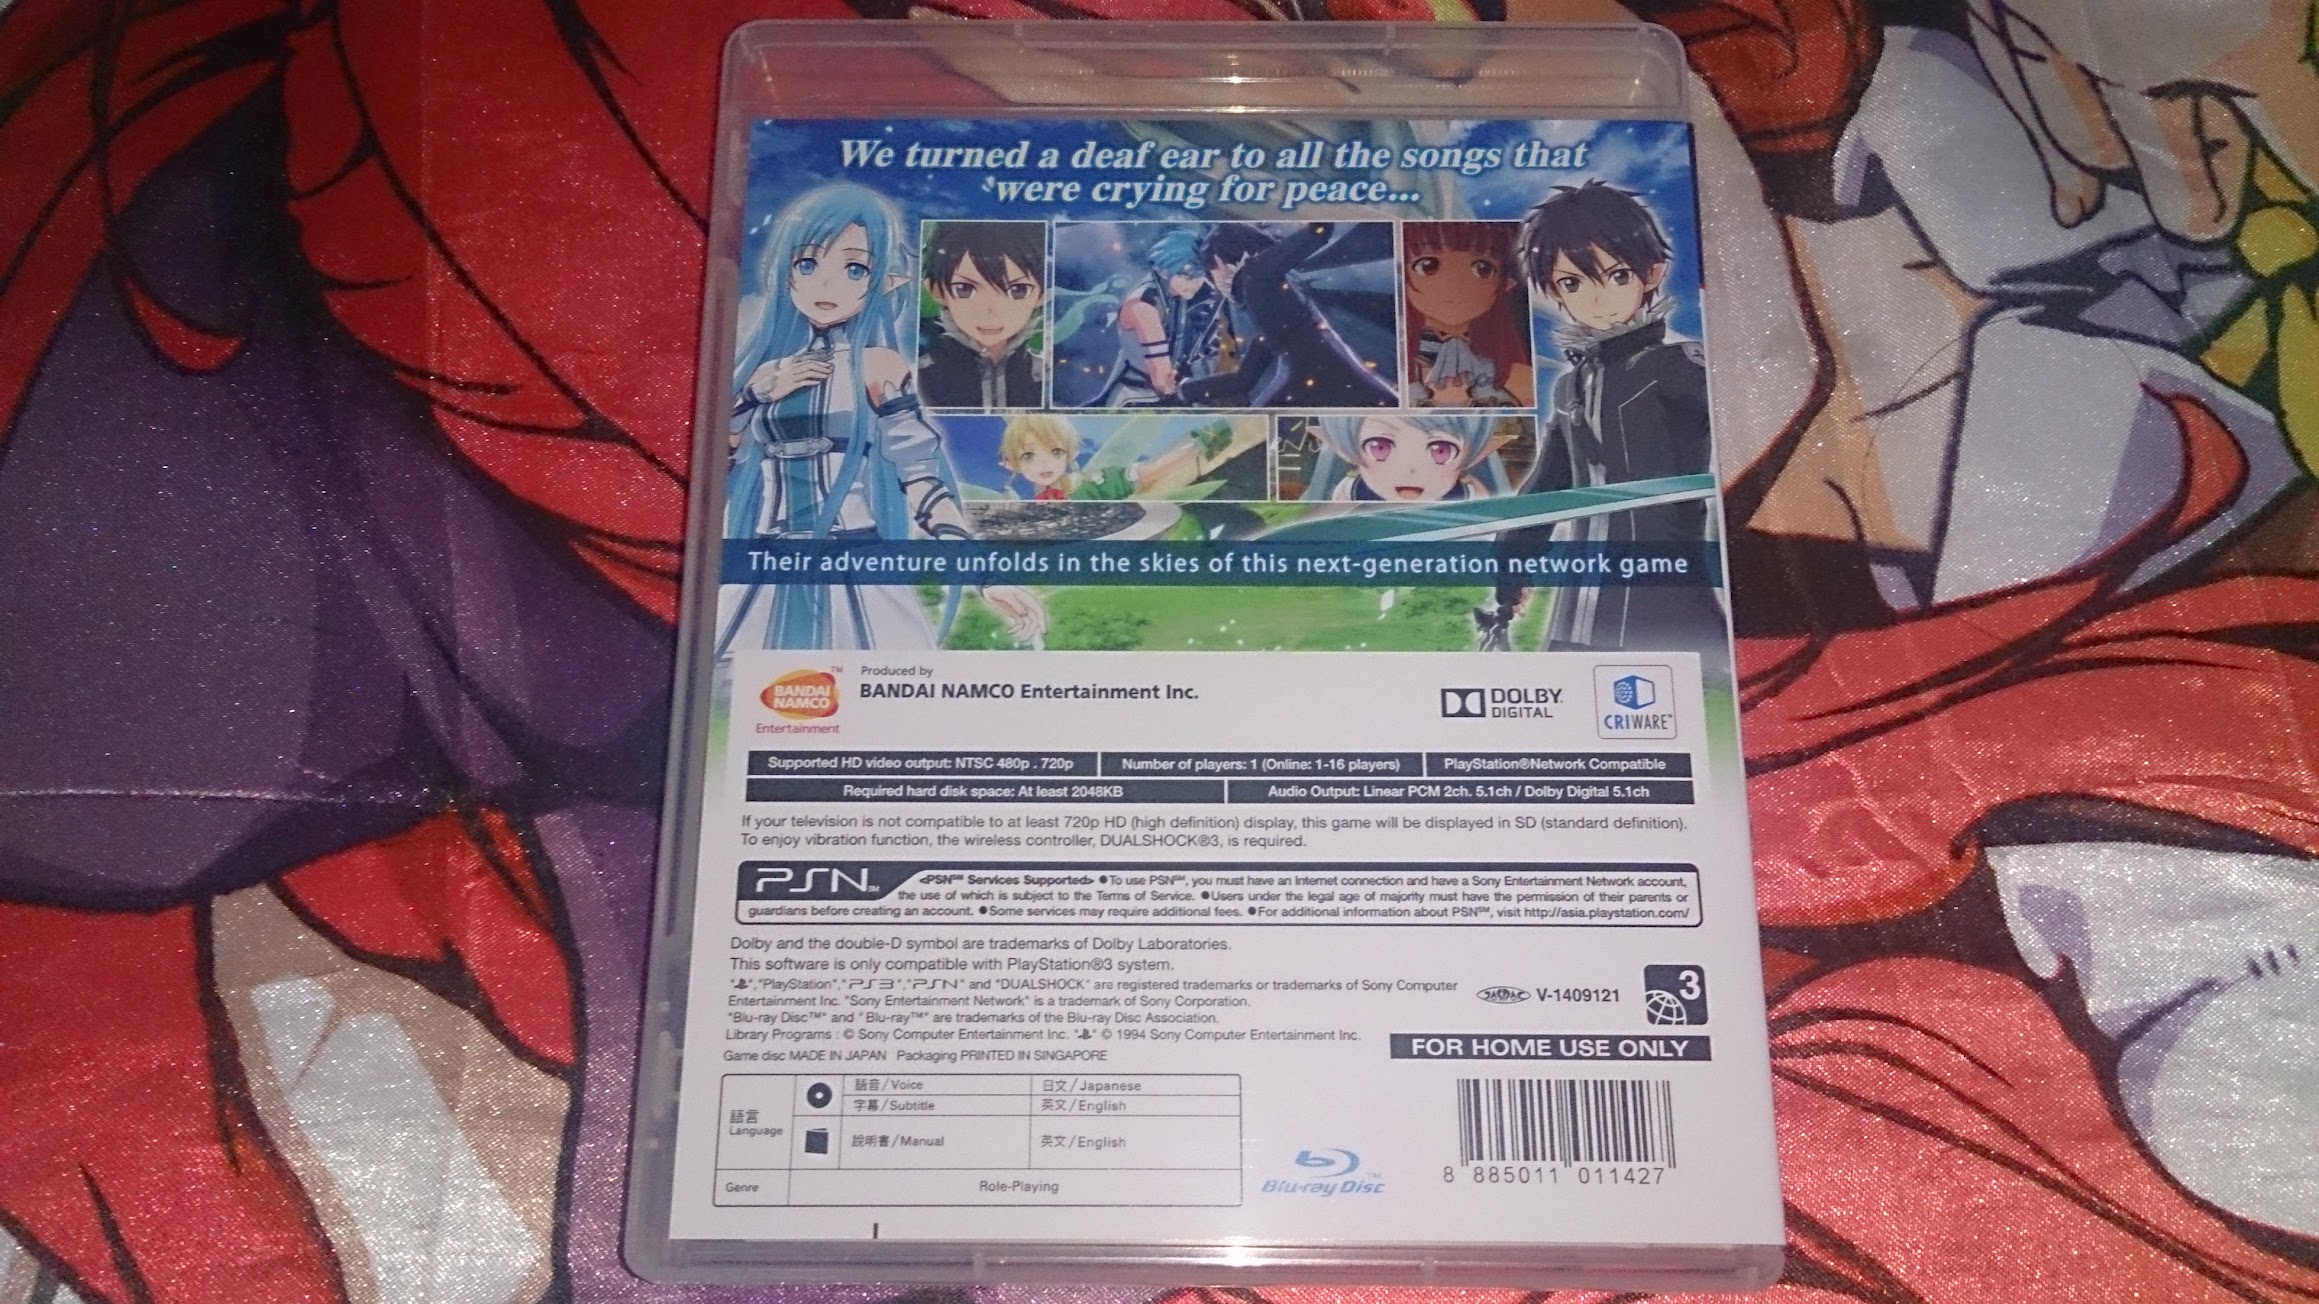 We turned a deaf ear to all the songs that
were crying for peace...
Their adventure unfolds in the skies of this next-generation network game
BANDAI
NAMCO
TM
Entertainment
Produced by
BANDAI NAMCO Entertainment Inc.
DOLBY
DIGITAL
CRIWARE™
Supported HD video output: NTSC 480p . 720p
Number of players: 1 (Online: 1-16 players)
PlayStation®Network Compatible
Required hard disk space: At least 2048KB
Audio Output: Linear PCM 2ch. 5.1ch / Dolby Digital 5.1ch
If your television is not compatible to at least 720p HD (high definition) display, this game will be displayed in SD (standard definition).
To enjoy vibration function, the wireless controller, DUALSHOCK®3, is required.
PSN SM
<PSN℠ Services Supported> ●To use PSN℠, you must have an Internet connection and have a Sony Entertainment Network account,
the use of which is subject to the Terms of Service. ●Users under the legal age of majority must have the permission of their parents or
guardians before creating an account. ●Some services may require additional fees. ●For additional information about PSN℠, visit http://asia.playstation.com/
Dolby and the double-D symbol are trademarks of Dolby Laboratories.
This software is only compatible with PlayStation®3 system.
" ", "PlayStation", "PS3", "PSN" and "DUALSHOCK" are registered trademarks or trademarks of Sony Computer
Entertainment Inc. "Sony Entertainment Network" is a trademark of Sony Corporation.
"Blu-ray Disc™" and "Blu-ray™" are trademarks of the Blu-ray Disc Association.
Library Programs : © Sony Computer Entertainment Inc. " " © 1994 Sony Computer Entertainment Inc.
Game disc MADE IN JAPAN Packaging PRINTED IN SINGAPORE
JASRAC V-1409121
3
FOR HOME USE ONLY
語言
Language
語音/Voice 日文/Japanese
字幕/Subtitle 英文/English
說明書/Manual 英文/English
Genre Role-Playing
Blu-ray Disc™
8 885011 011427